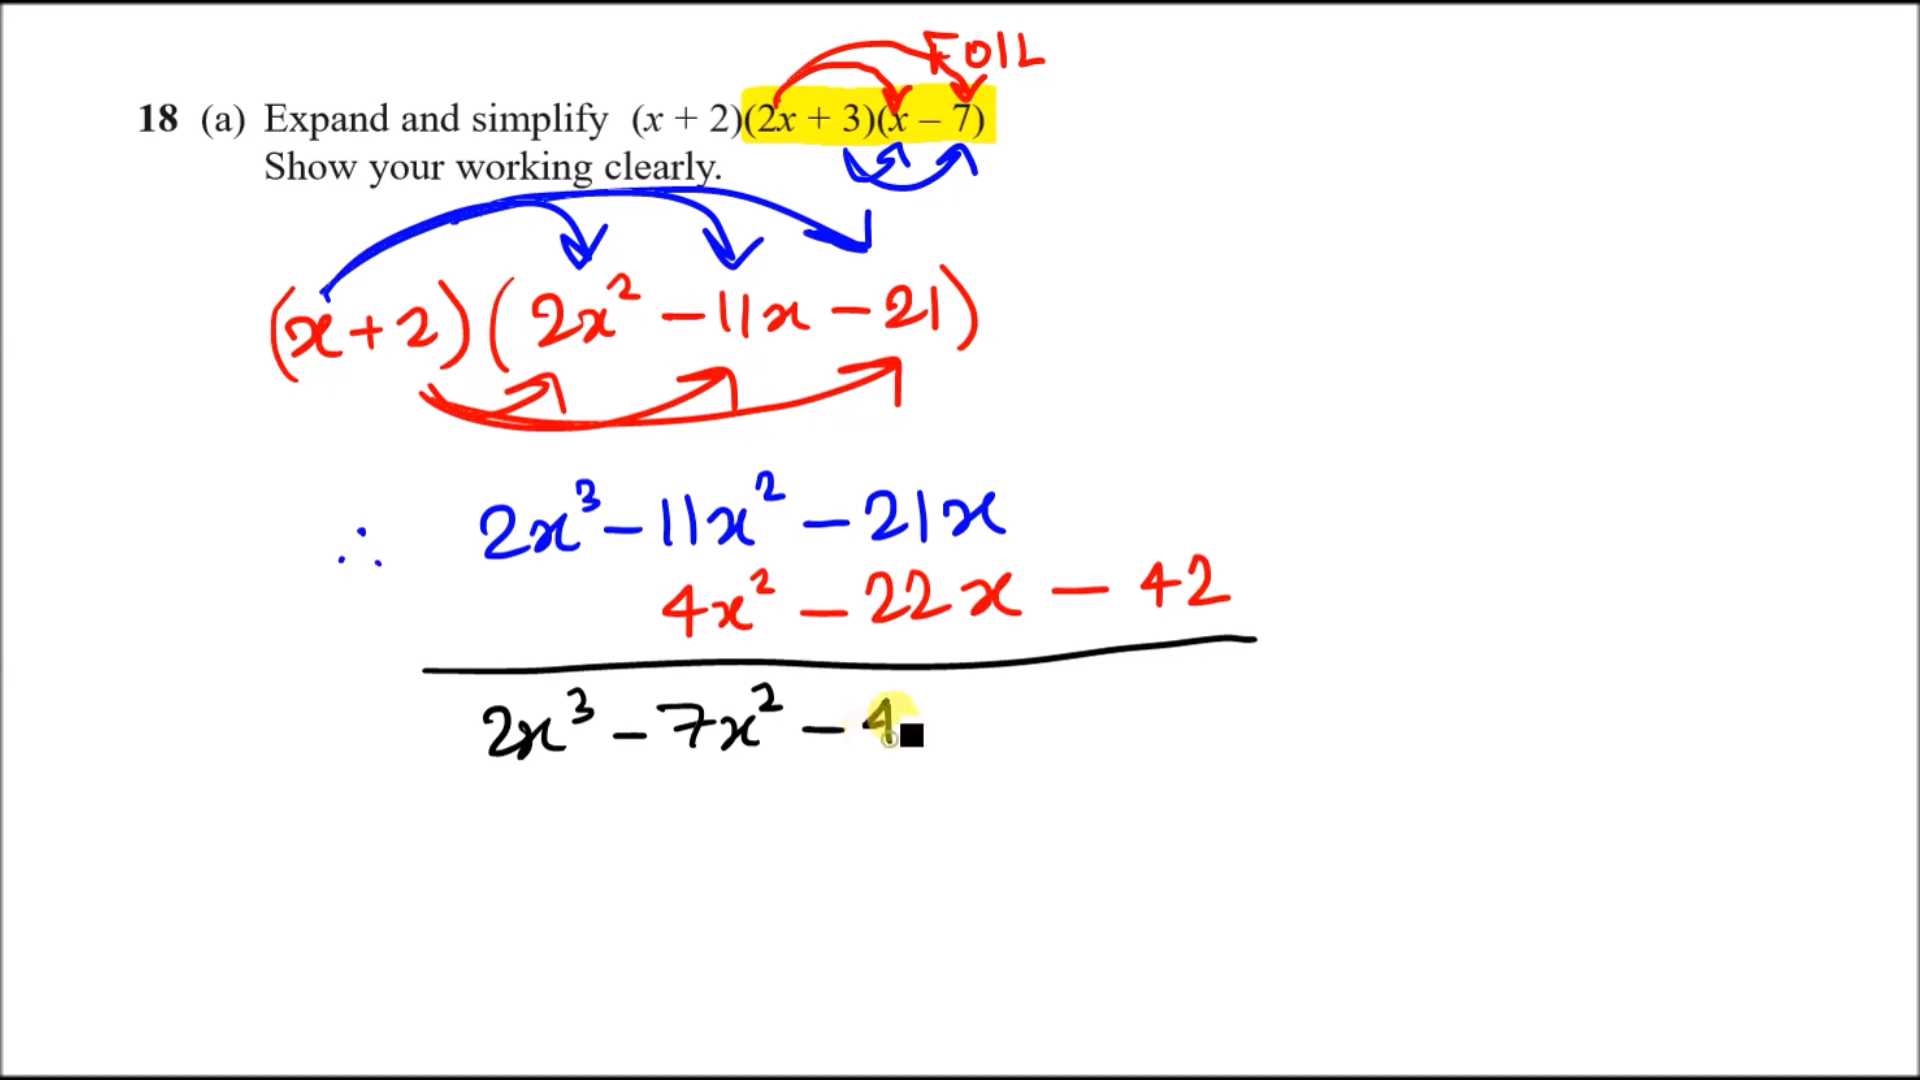 FOIL
18 (a) Expand and simplify (x + 2)(2x + 3)(x – 7)
Show your working clearly.
(x+2)(2x² -11x -21)
∴ 2x³ -11x² -21x
4x² -22x - 42
2x³ -7x² -4